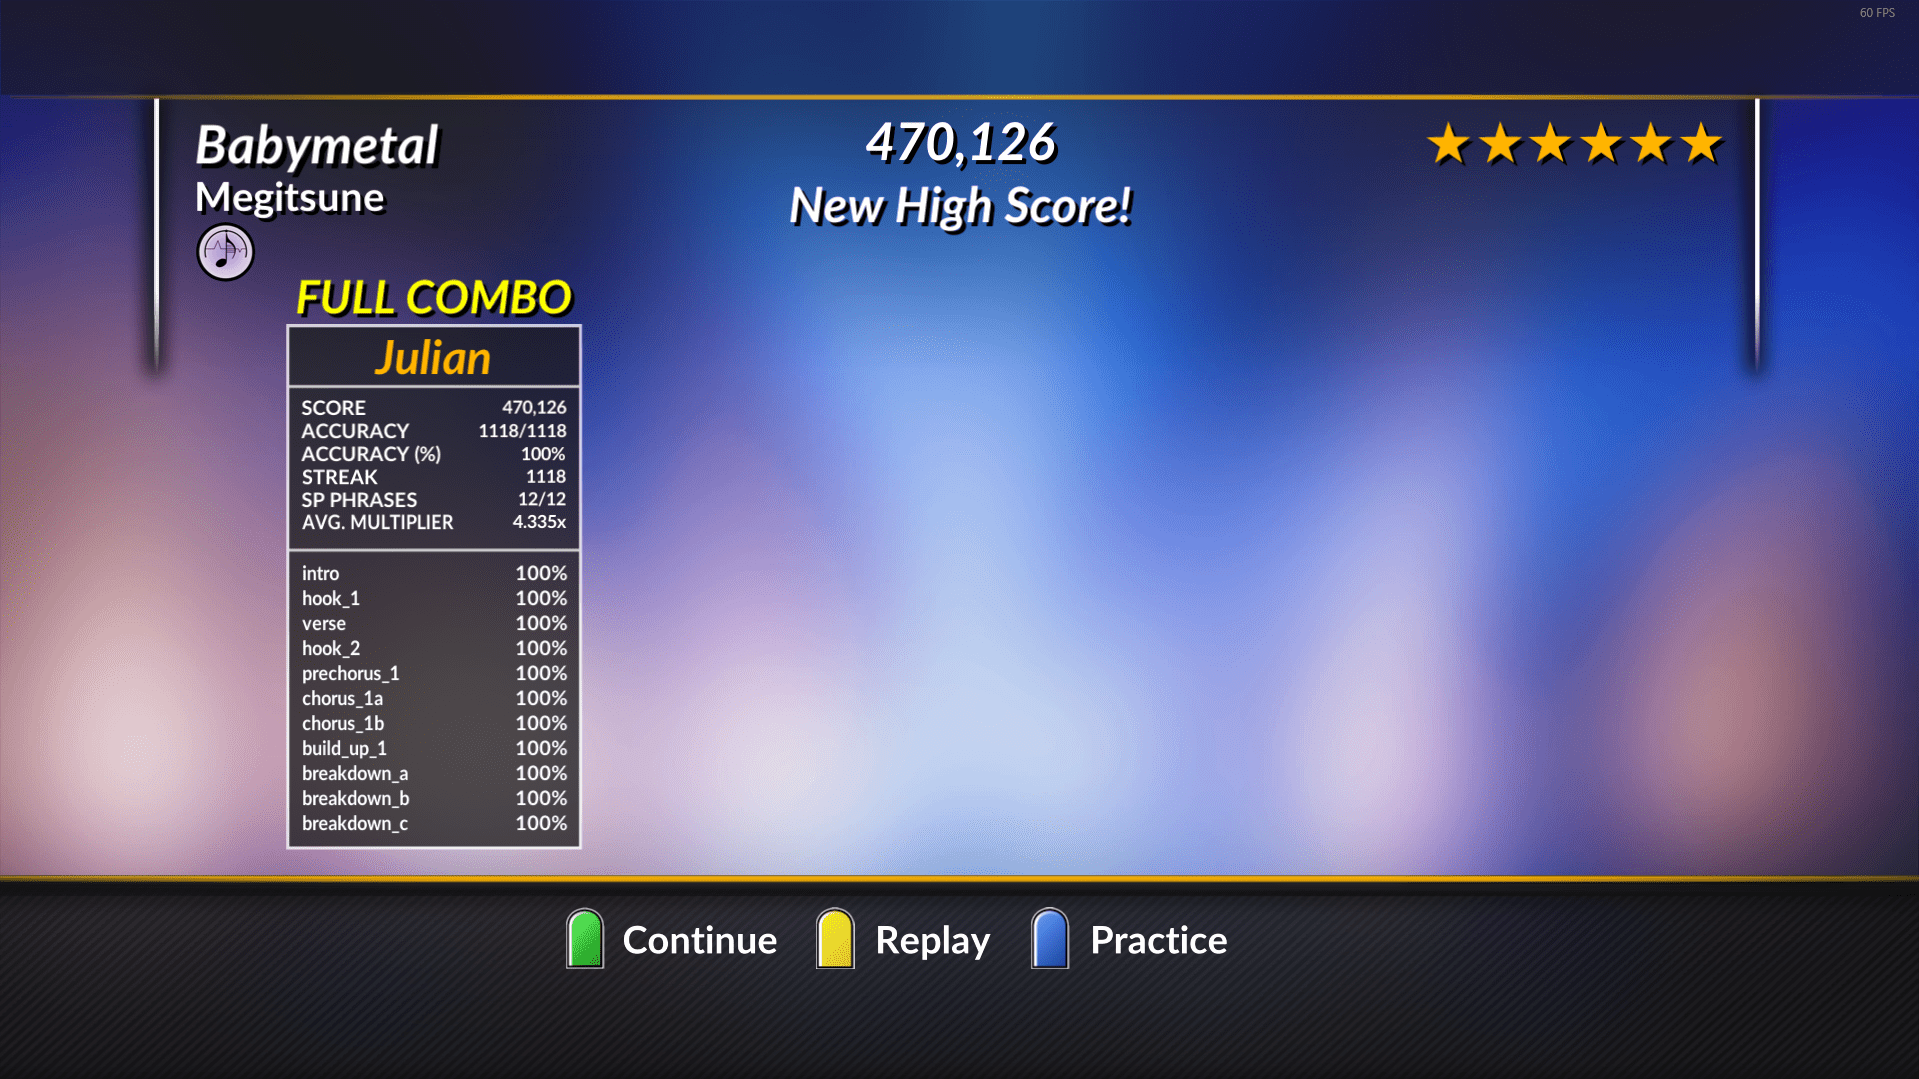 60 FPS
Babymetal
Megitsune
470,126
New High Score!
FULL COMBO
Julian
SCORE 470,126
ACCURACY 1118/1118
ACCURACY (%) 100%
STREAK 1118
SP PHRASES 12/12
AVG. MULTIPLIER 4.335x
intro 100%
hook_1 100%
verse 100%
hook_2 100%
prechorus_1 100%
chorus_1a 100%
chorus_1b 100%
build_up_1 100%
breakdown_a 100%
breakdown_b 100%
breakdown_c 100%
Continue Replay Practice